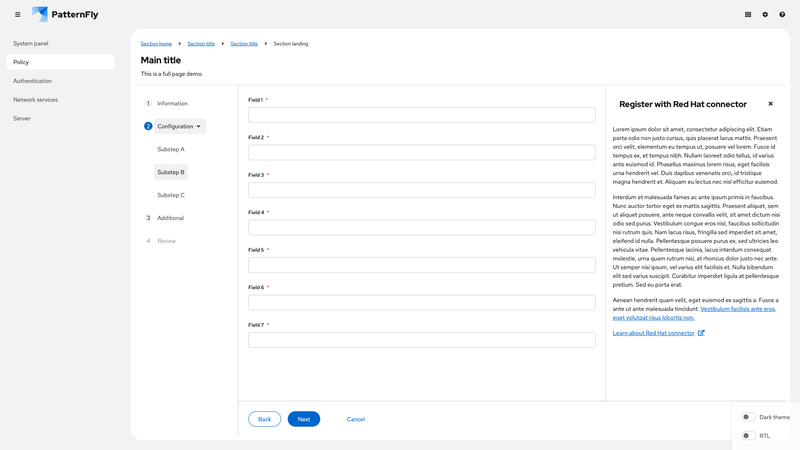 PatternFly
System panel
Policy
Authentication
Network services
Server
Section home
Section title
Section title
Section landing
Main title
This is a full page demo.
1 Information
2 Configuration
Substep A
Substep B
Substep C
3 Additional
4 Review
Field 1 *
Field 2 *
Field 3 *
Field 4 *
Field 5 *
Field 6 *
Field 7 *
Back
Next
Cancel
Register with Red Hat connector
Lorem ipsum dolor sit amet, consectetur adipiscing elit. Etiam
porta odio non justo cursus, quis placerat lacus mattis. Praesent
orci velit, elementum eu tempus ut, posuere vel lorem. Fusce id
tempus ex, et tempus nibh. Nullam laoreet odio tellus, id varius
ante euismod id. Phasellus maximus lorem risus, eget facilisis
urna hendrerit vel. Duis dapibus venenatis orci, id tristique
magna hendrerit et. Aliquam eu lectus nec nisl efficitur euismod.
Interdum et malesuada fames ac ante ipsum primis in faucibus.
Nunc auctor tortor eget ex mattis sagittis. Praesent aliquet, sem
ut aliquet posuere, ante neque convallis velit, sit amet dictum nisi
odio sed purus. Vestibulum congue eros nisl, faucibus sollicitudin
nisi rutrum quis. Nam lacus risus, fringilla sed imperdiet sit amet,
eleifend id nulla. Pellentesque posuere purus ex, sed ultricies leo
vehicula vitae. Pellentesque lacinia, lacus interdum consequat
molestie, urna quam rutrum nisi, at rhoncus dolor justo nec ante.
Ut semper nisi ipsum, vel varius elit facilisis et. Nulla bibendum
elit sed varius suscipit. Curabitur imperdiet ligula at pellentesque
pretium. Sed eu porta erat.
Aenean hendrerit quam velit, eget euismod ex sagittis a. Fusce a
ante ut ante malesuada tincidunt. Vestibulum facilisis ante eros,
eget volutpat risus lobortis non.
Learn about Red Hat connector
Dark theme
RTL